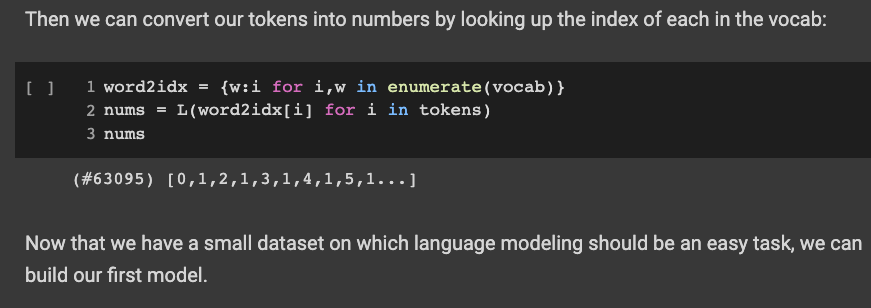 Then we can convert our tokens into numbers by looking up the index of each in the vocab:
[ ] 1 word2idx = {w:i for i,w in enumerate(vocab)}
2 nums = L(word2idx[i] for i in tokens)
3 nums
(#63095) [0,1,2,1,3,1,4,1,5,1...]
Now that we have a small dataset on which language modeling should be an easy task, we can
build our first model.